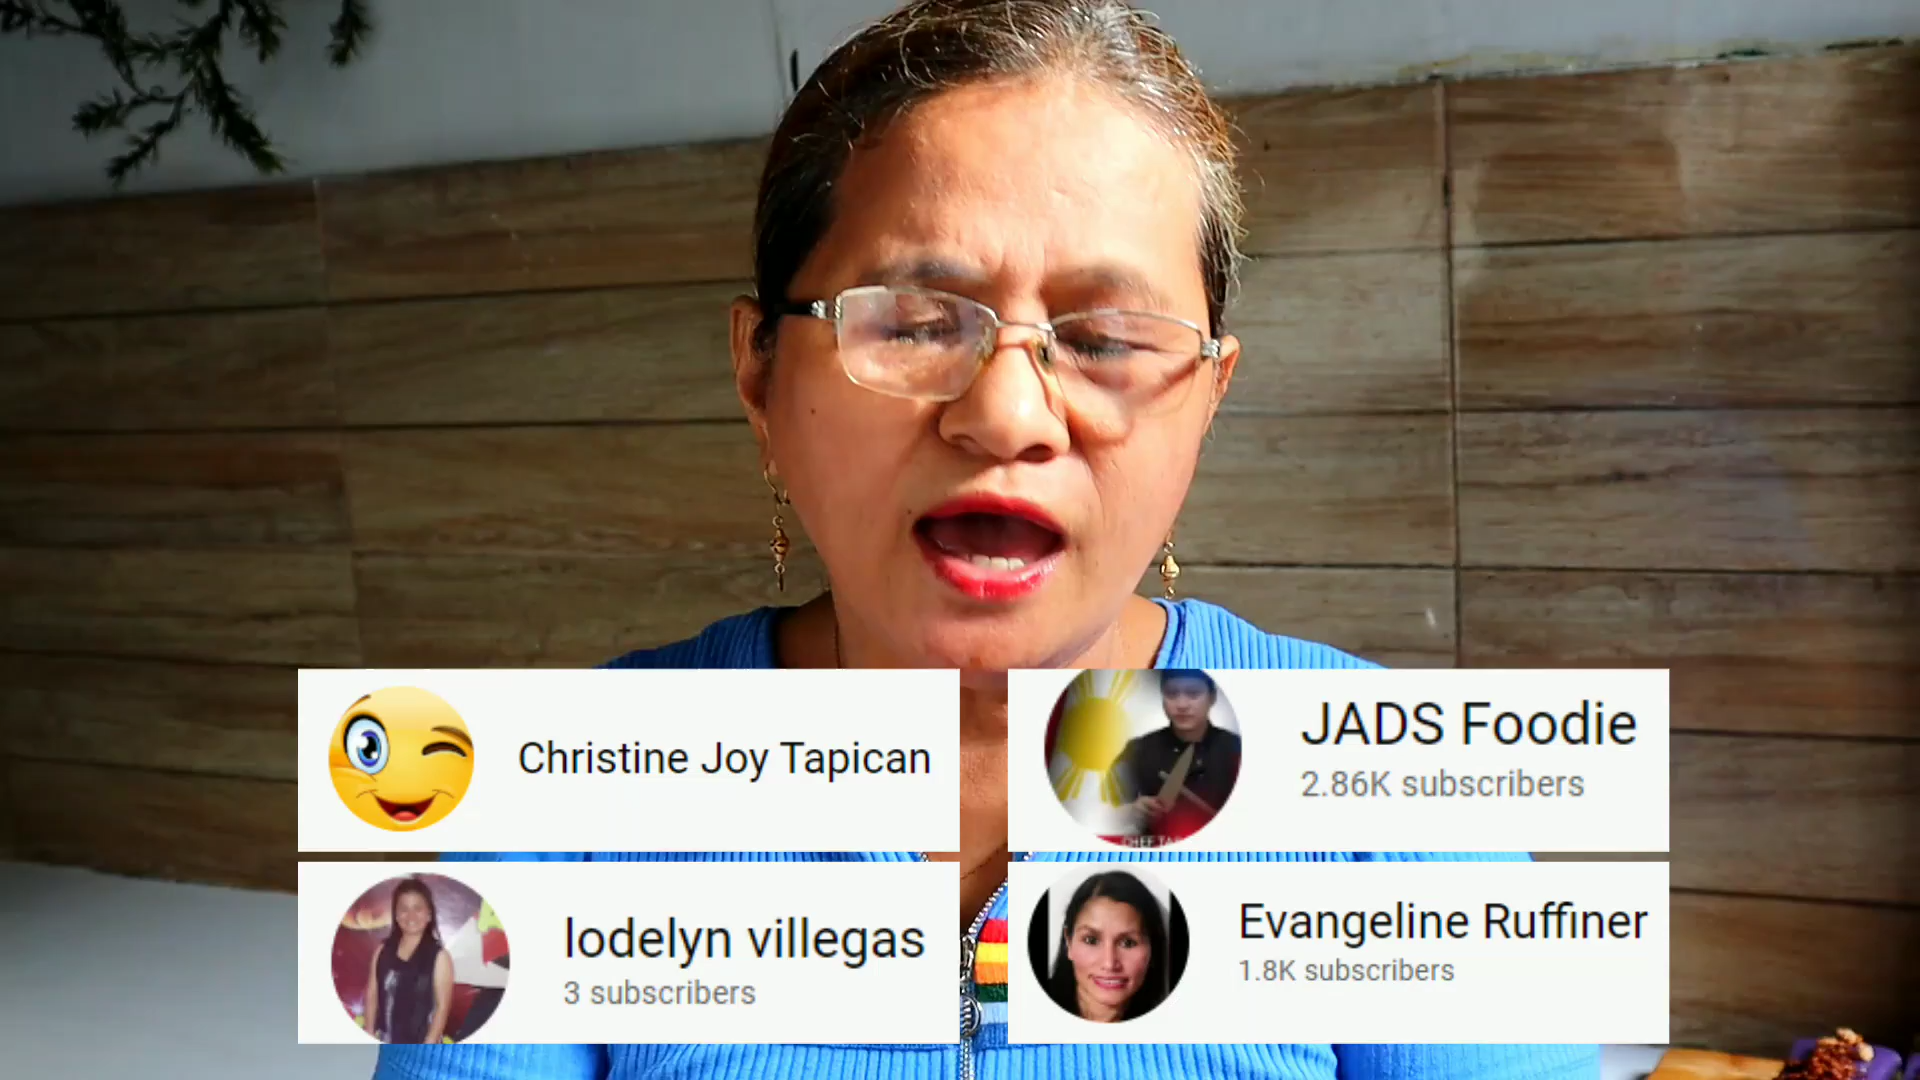 Christine Joy Tapican
JADS Foodie
2.86K subscribers
lodelyn villegas
3 subscribers
Evangeline Ruffiner
1.8K subscribers